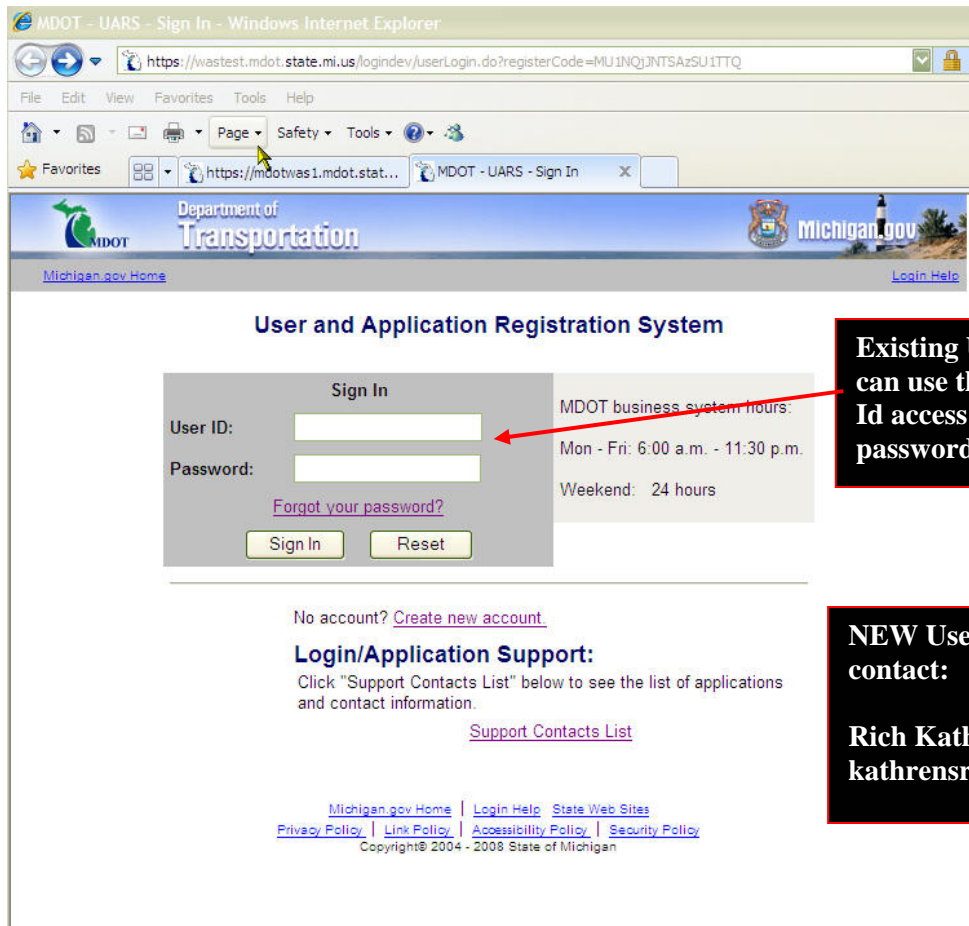 MDOT - UARS - Sign In - Windows Internet Explorer
https://wastest.mdot.state.mi.us/logindev/userLogin.do?registerCode=MU1NQjJNTSAzSU1TTQ
File Edit View Favorites Tools Help
Page Safety Tools
Favorites https://mdotwas1.mdot.stat... MDOT - UARS - Sign In X
MDOT Department of Transportation Michigan.gov
Michigan.gov Home Login Help
User and Application Registration System
Sign In
User ID:
Password:
Forgot your password?
Sign In Reset
MDOT business system hours:
Mon - Fri: 6:00 a.m. - 11:30 p.m.
Weekend: 24 hours
Existing
can use
Id access
password
No account? Create new account.
Login/Application Support:
Click "Support Contacts List" below to see the list of applications
and contact information.
Support Contacts List
NEW
contact:
Rich
Michigan.gov Home | Login Help State Web Sites
Privacy Policy | Link Policy | Accessibility Policy | Security Policy
Copyright© 2004 - 2008 State of Michigan